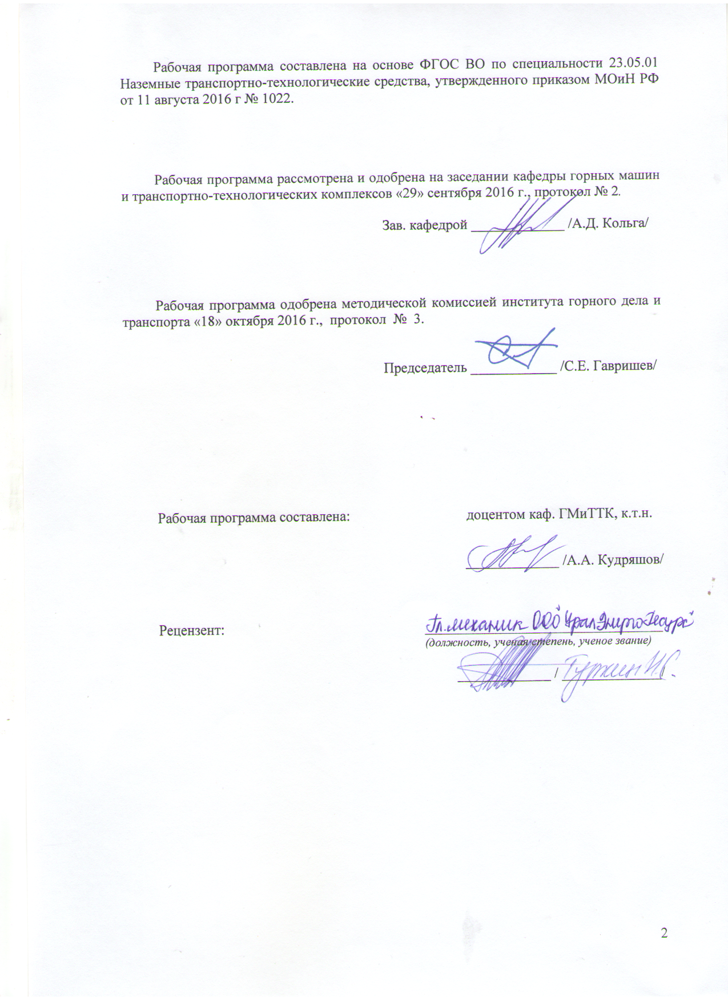 Рабочая программа составлена на основе ФГОС ВО по специальности 23.05.01
Наземные транспортно-технологические средства, утвержденного приказом МОиН РФ
от 11 августа 2016 г № 1022.
Рабочая программа рассмотрена и одобрена на заседании кафедры горных машин
и транспортно-технологических комплексов «29» сентября 2016 г., протокол № 2.
Зав. кафедрой _____________ /А.Д. Кольга/
Рабочая программа одобрена методической комиссией института горного дела и
транспорта «18» октября 2016 г., протокол № 3.
Председатель ____________ /С.Е. Гавришев/
Рабочая программа составлена: доцентом каф. ГМиТТК, к.т.н.
_____________ /А.А. Кудряшов/
Рецензент: Гл. механик ООО "УралЭнергоРесурс"
(должность, ученая степень, ученое звание)
_____________ / Туркин И.С. /
2